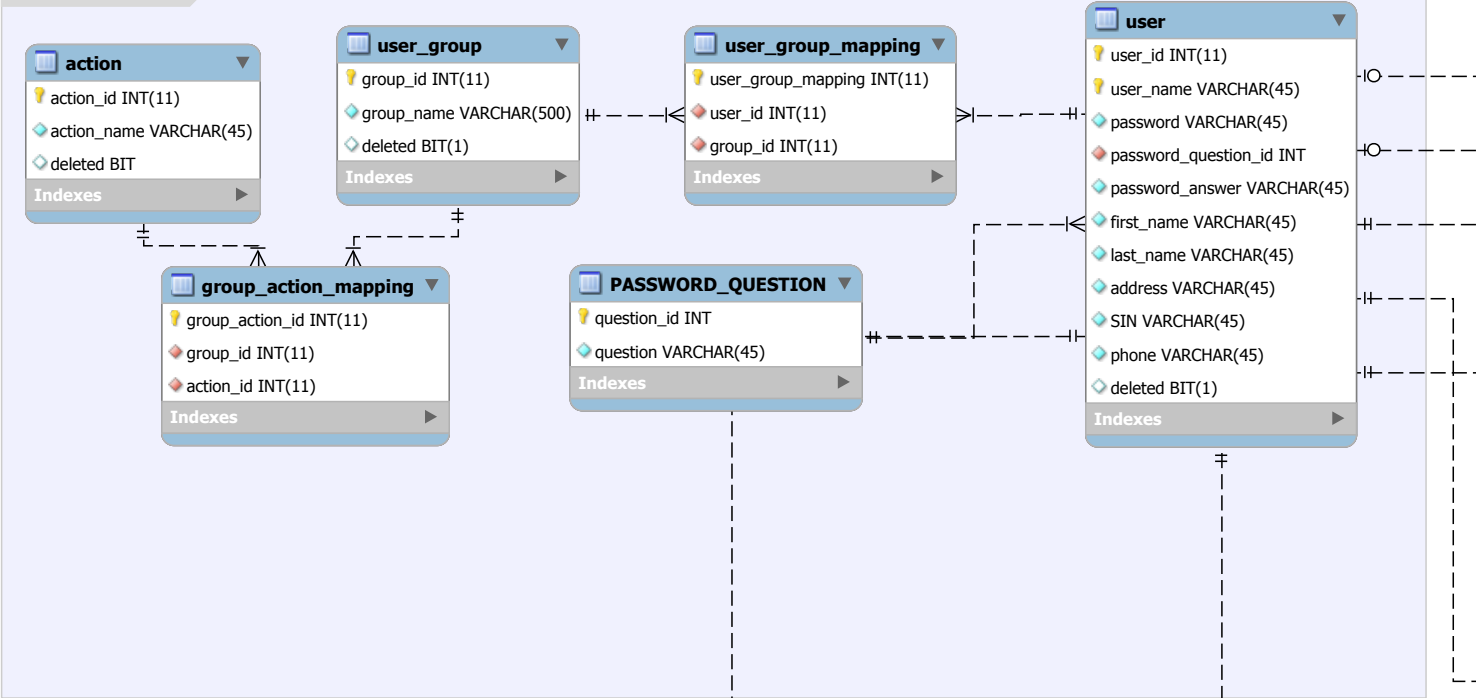 action
action_id INT(11)
action_name VARCHAR(45)
deleted BIT
Indexes
user_group
group_id INT(11)
group_name VARCHAR(500)
deleted BIT(1)
Indexes
user_group_mapping
user_group_mapping INT(11)
user_id INT(11)
group_id INT(11)
Indexes
user
user_id INT(11)
user_name VARCHAR(45)
password VARCHAR(45)
password_question_id INT
password_answer VARCHAR(45)
first_name VARCHAR(45)
last_name VARCHAR(45)
address VARCHAR(45)
SIN VARCHAR(45)
phone VARCHAR(45)
deleted BIT(1)
Indexes
group_action_mapping
group_action_id INT(11)
group_id INT(11)
action_id INT(11)
Indexes
PASSWORD_QUESTION
question_id INT
question VARCHAR(45)
Indexes